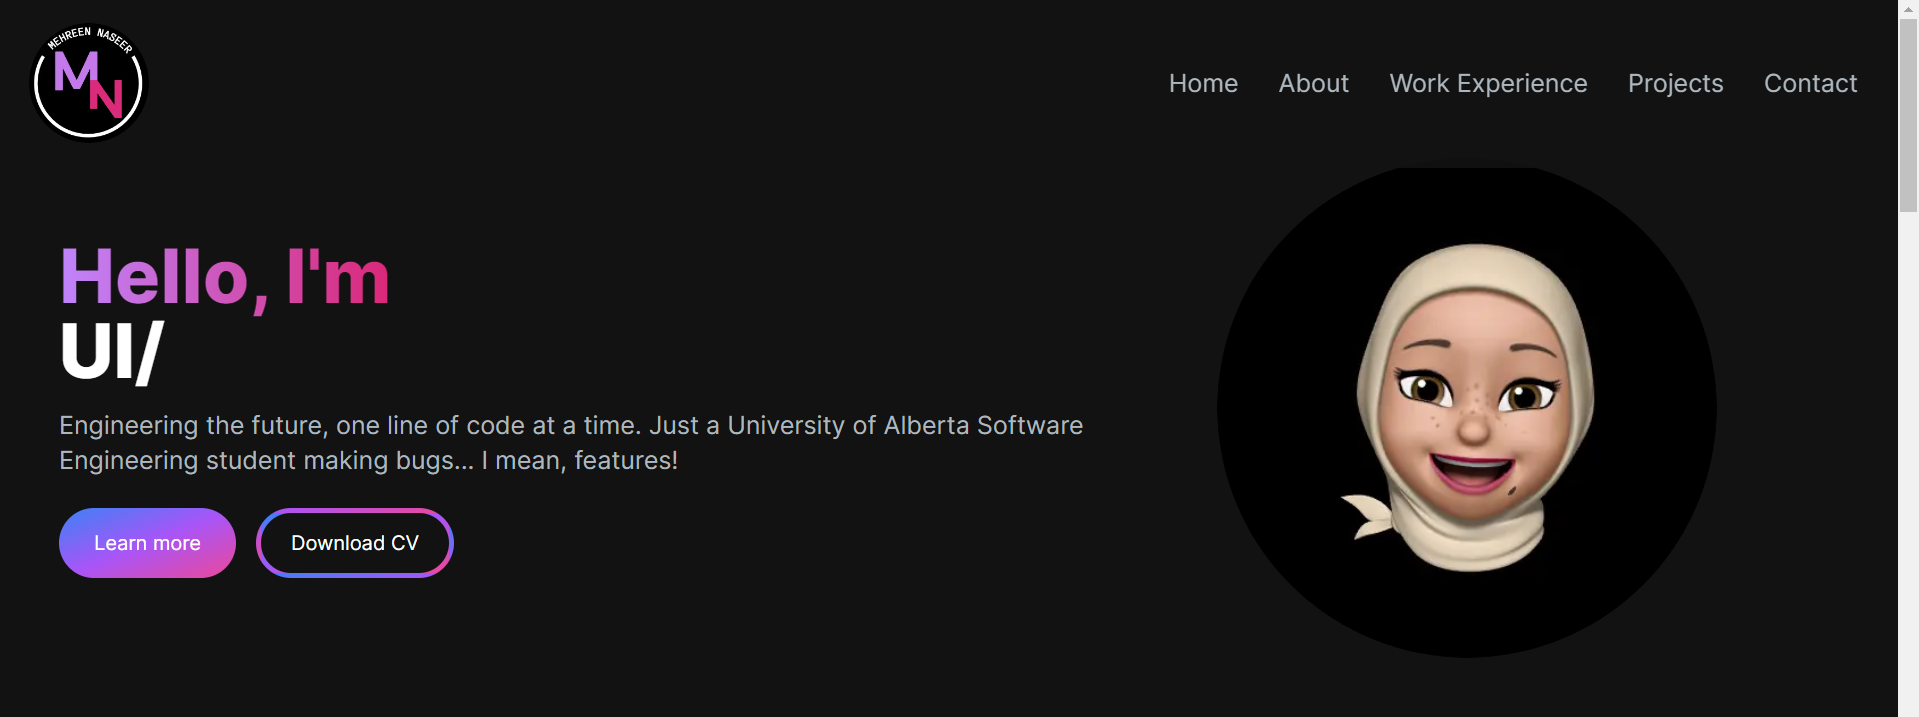 MEHREEN NASEER
MN
Home About Work Experience Projects Contact
Hello, I'm
UI/
Engineering the future, one line of code at a time. Just a University of Alberta Software
Engineering student making bugs... I mean, features!
Learn more Download CV